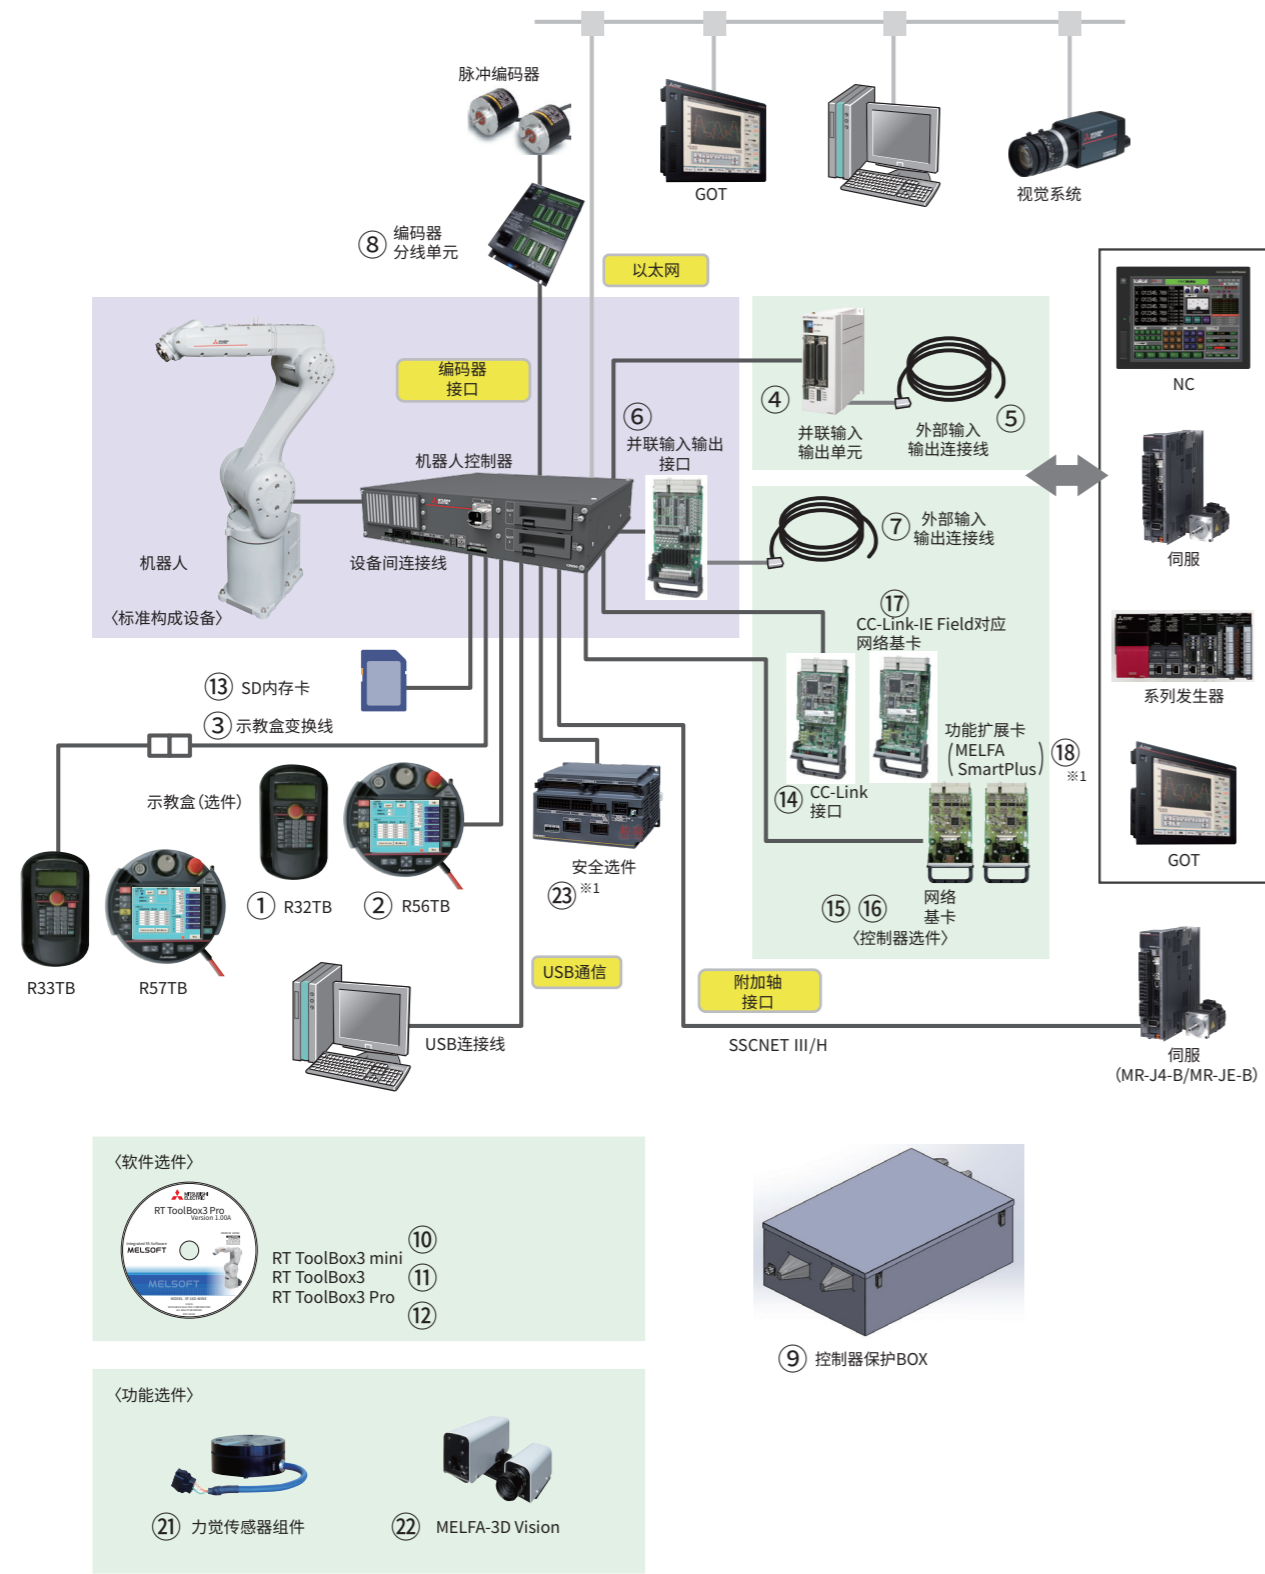 脉冲编码器
GOT
视觉系统
⑧ 编码器
分线单元
以太网
编码器
接口
④
并联输入
输出单元
外部输入
输出连接线
⑤
NC
⑥
并联输入输出
接口
机器人控制器
机器人
设备间连接线
〈标准构成设备〉
⑦ 外部输入
输出连接线
伺服
⑰
CC-Link-IE Field对应
网络基卡
系列发生器
⑬ SD内存卡
③ 示教盒变换线
功能扩展卡
(MELFA
SmartPlus) ⑱
※1
⑭ CC-Link
接口
示教盒(选件)
安全选件
㉓ ※1
GOT
① R32TB
② R56TB
网络
基卡
⑮ ⑯
〈控制器选件〉
R33TB
R57TB
USB通信
附加轴
接口
USB连接线
SSCNET III/H
伺服
(MR-J4-B/MR-JE-B)
〈软件选件〉
MITSUBISHI
ELECTRIC
RT ToolBox3 Pro
Version 1.00A
MELSOFT
MELSOFT
RT ToolBox3 mini ⑩
RT ToolBox3 ⑪
RT ToolBox3 Pro ⑫
⑨ 控制器保护BOX
〈功能选件〉
㉑ 力觉传感器组件
㉒ MELFA-3D Vision